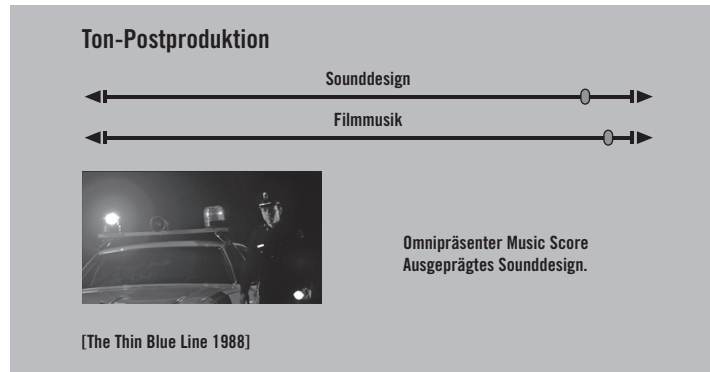 Ton-Postproduktion
Sounddesign
Filmmusik
Omnipräsenter Music Score
Ausgeprägtes Sounddesign.
[The Thin Blue Line 1988]